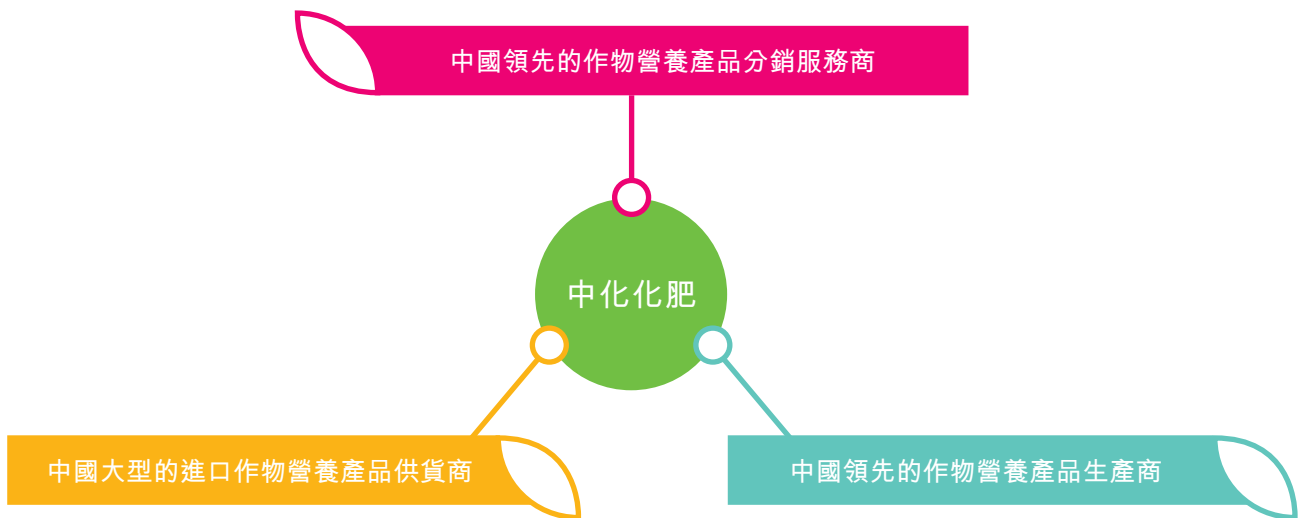 中國領先的作物營養產品分銷服務商
中化化肥
中國大型的進口作物營養產品供貨商
中國領先的作物營養產品生產商